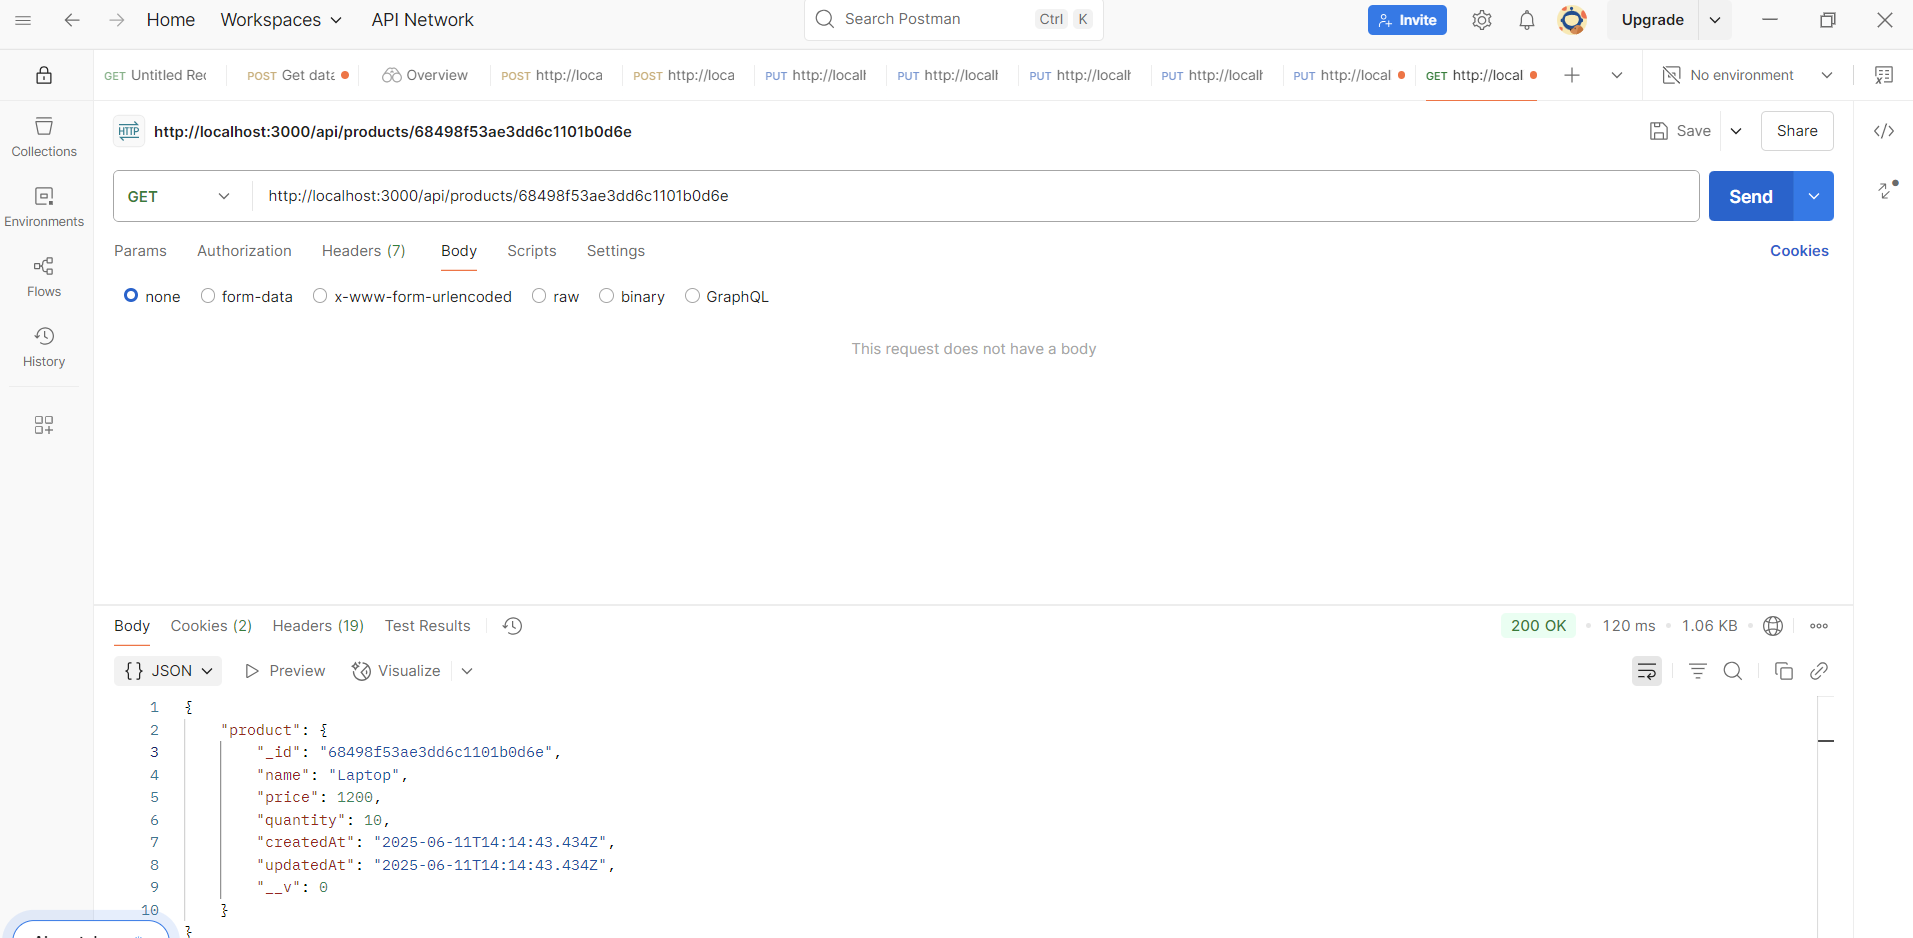 Home Workspaces API Network Search Postman Ctrl K Invite Upgrade
GET Untitled Rec POST Get data Overview POST http://loca POST http://loca PUT http://locall PUT http://locall PUT http://locall PUT http://locall PUT http://local GET http://local No environment
Collections
Environments
Flows
History
HTTP http://localhost:3000/api/products/68498f53ae3dd6c1101b0d6e Save Share
GET http://localhost:3000/api/products/68498f53ae3dd6c1101b0d6e Send
Params Authorization Headers (7) Body Scripts Settings Cookies
none form-data x-www-form-urlencoded raw binary GraphQL
This request does not have a body
Body Cookies (2) Headers (19) Test Results 200 OK • 120 ms • 1.06 KB
{} JSON Preview Visualize
1 {
2 "product": {
3 "_id": "68498f53ae3dd6c1101b0d6e",
4 "name": "Laptop",
5 "price": 1200,
6 "quantity": 10,
7 "createdAt": "2025-06-11T14:14:43.434Z",
8 "updatedAt": "2025-06-11T14:14:43.434Z",
9 "__v": 0
10 }
}